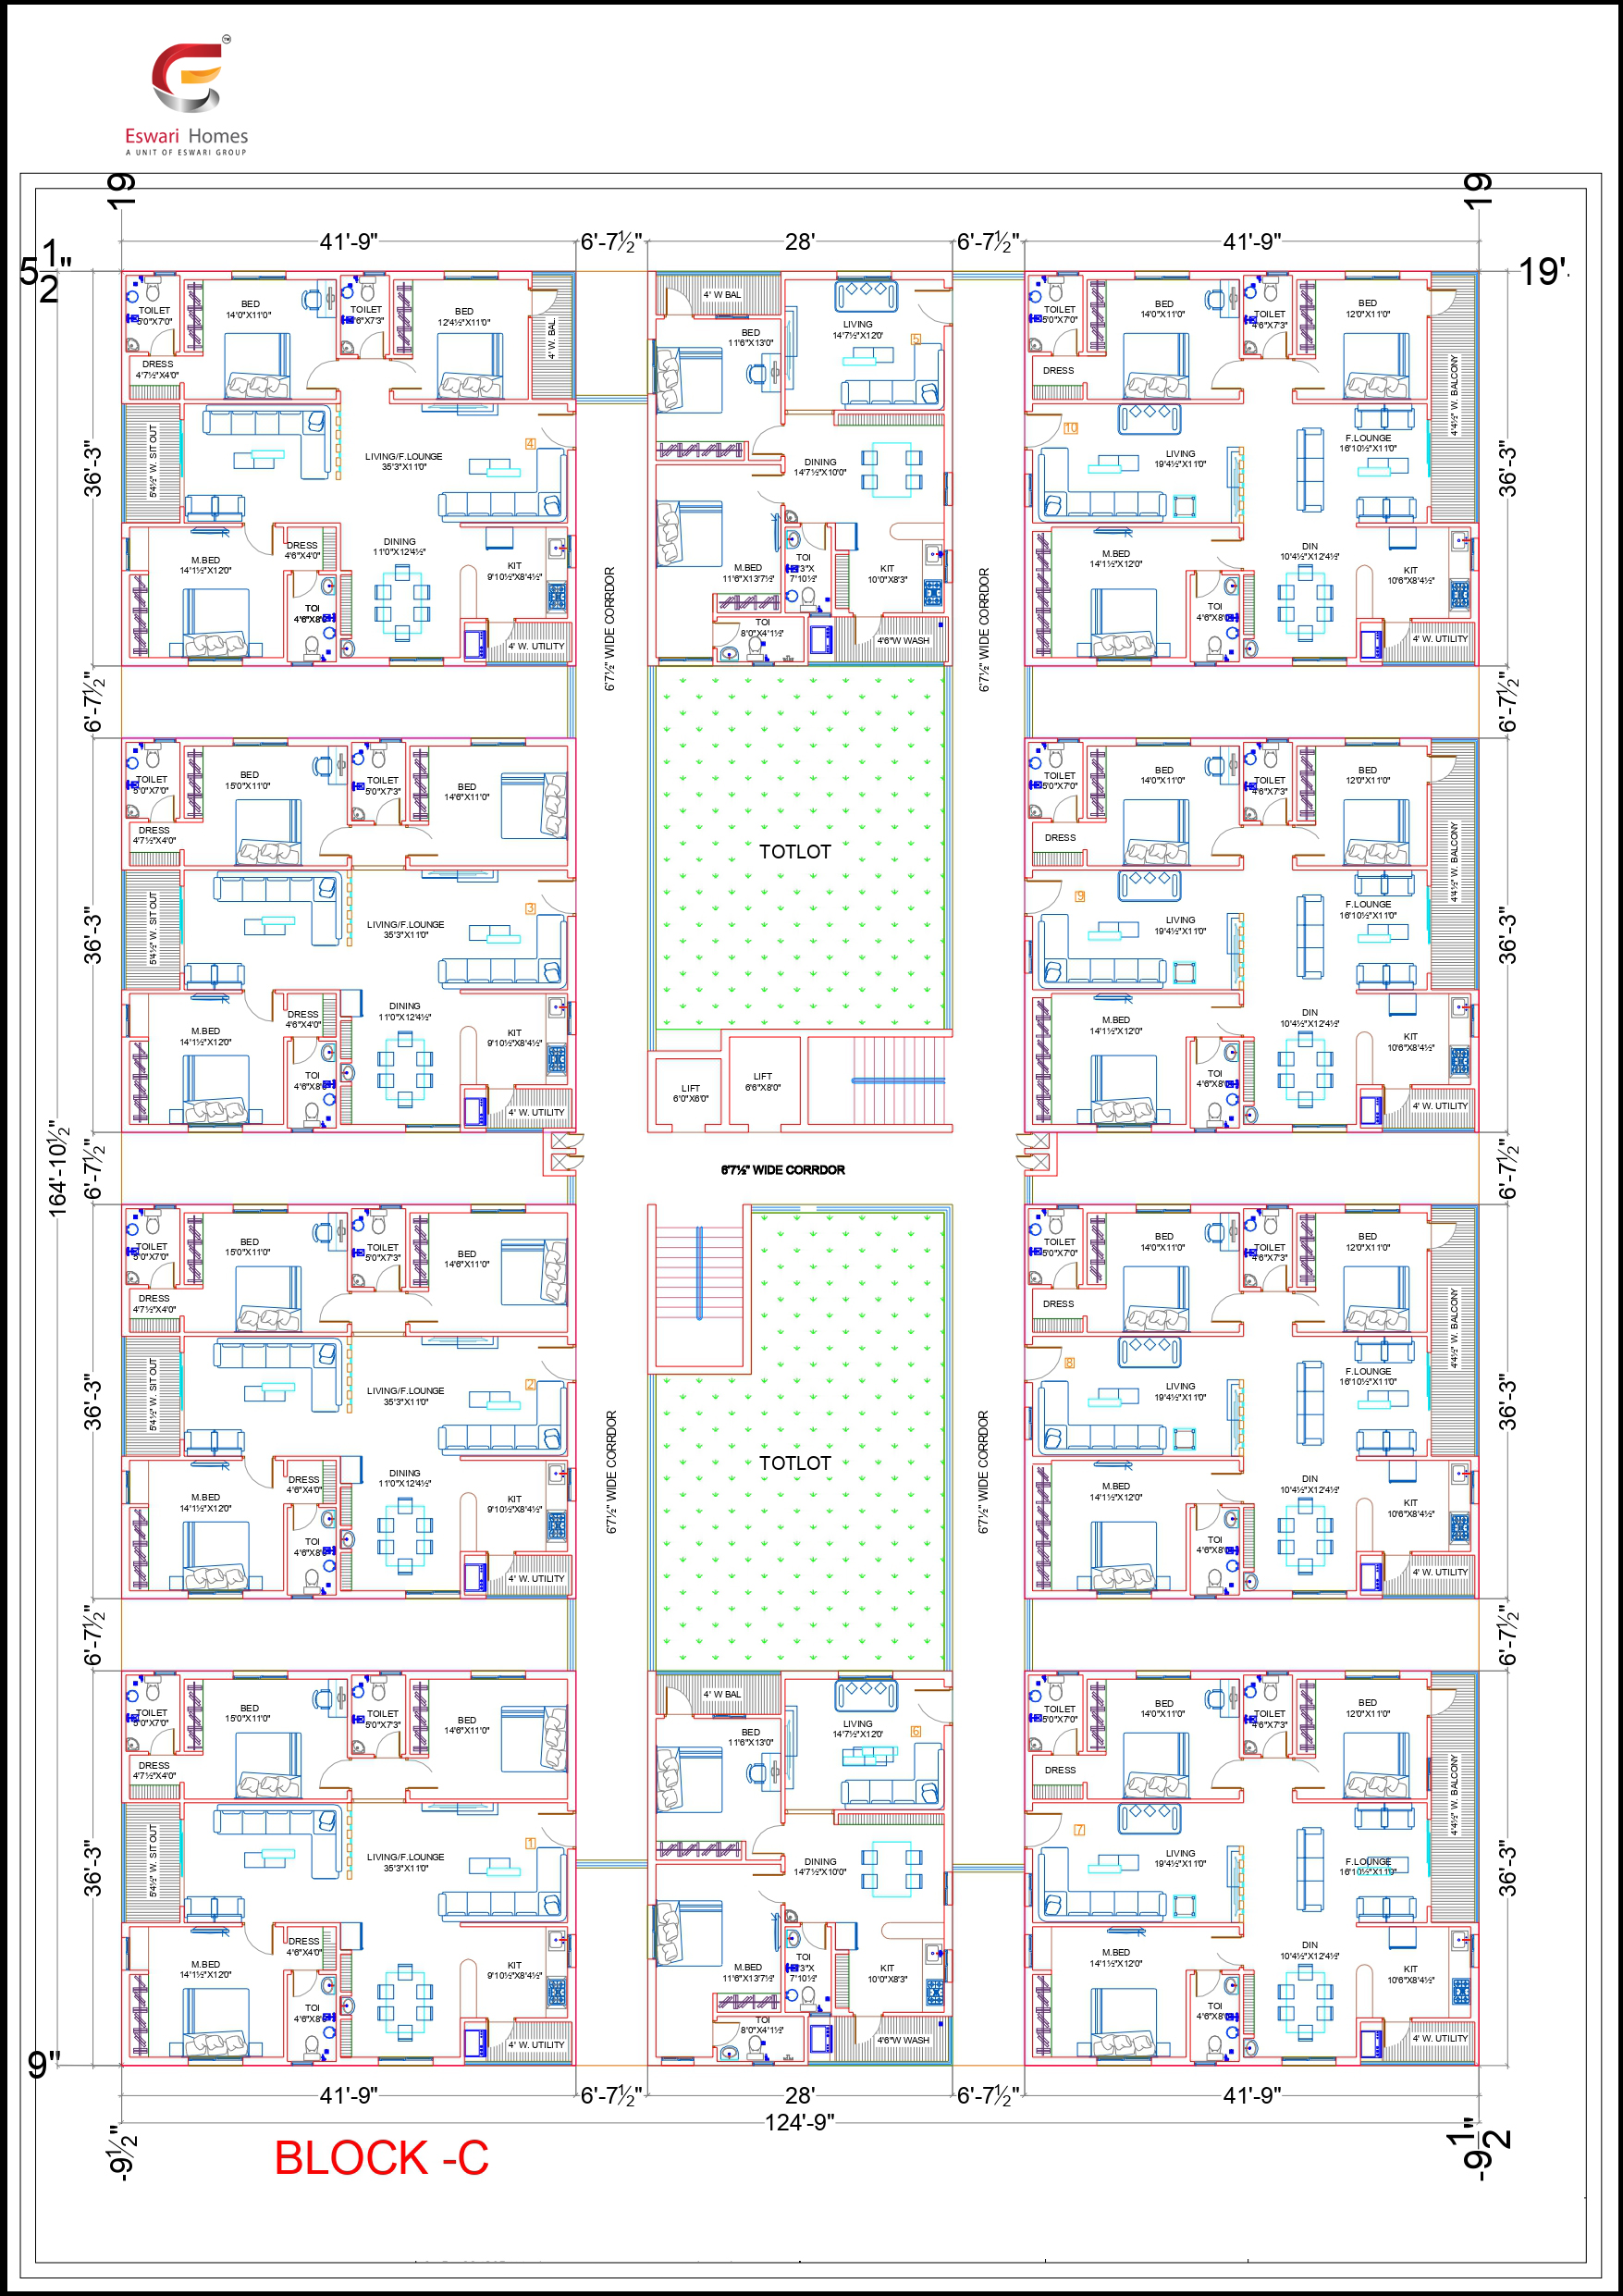 Eswari Homes
A UNIT OF ESWARI GROUP
TM
19
19
5 1/2"
19'
41'-9"
6'-7½"
28'
6'-7½"
41'-9"
TOILET
5'0"X7'0"
BED
14'0"X11'0"
TOILET
4'6"X7'3"
BED
12'4½"X11'0"
4' W. BAL.
DRESS
4'7½"X4'0"
5'4½" W. SIT OUT
LIVING/F.LOUNGE
35'3"X11'0"
4
M.BED
14'1½"X12'0"
DRESS
4'6"X4'0"
TOI
4'6"X8'0"
DINING
11'0"X12'4½"
KIT
9'10½"X8'4½"
4' W. UTILITY
36'-3"
6'7½" WIDE CORRDOR
4' W BAL
BED
11'6"X13'0"
LIVING
14'7½"X12'0'
5
DINING
14'7½"X10'0"
M.BED
11'6"X13'7½"
TOI
4'3"X
7'10½"
KIT
10'0"X8'3"
TOI
8'0"X4'1½"
4'6"W WASH
6'7½" WIDE CORRDOR
TOILET
5'0"X7'0"
BED
14'0"X11'0"
TOILET
4'6"X7'3"
BED
12'0"X11'0"
DRESS
4'4½" W. BALCONY
10
LIVING
19'4½"X11'0"
F.LOUNGE
16'10½"X11'0"
M.BED
14'1½"X12'0"
TOI
4'6"X8'0"
DIN
10'4½"X12'4½"
KIT
10'6"X8'4½"
4' W. UTILITY
36'-3"
6'-7½"
6'-7½"
TOILET
5'0"X7'0"
BED
15'0"X11'0"
TOILET
5'0"X7'3"
BED
14'6"X11'0"
DRESS
4'7½"X4'0"
5'4½" W. SIT OUT
LIVING/F.LOUNGE
35'3"X11'0"
3
M.BED
14'1½"X12'0"
DRESS
4'6"X4'0"
TOI
4'6"X8'0"
DINING
11'0"X12'4½"
KIT
9'10½"X8'4½"
4' W. UTILITY
36'-3"
TOTLOT
LIFT
6'0"X6'0"
LIFT
6'6"X8'0"
TOILET
5'0"X7'0"
BED
14'0"X11'0"
TOILET
4'6"X7'3"
BED
12'0"X11'0"
DRESS
4'4½" W. BALCONY
9
LIVING
19'4½"X11'0"
F.LOUNGE
16'10½"X11'0"
M.BED
14'1½"X12'0"
TOI
4'6"X8'0"
DIN
10'4½"X12'4½"
KIT
10'6"X8'4½"
4' W. UTILITY
36'-3"
164'-10½"
6'-7½"
6'7½" WIDE CORRDOR
6'-7½"
TOILET
5'0"X7'0"
BED
15'0"X11'0"
TOILET
5'0"X7'3"
BED
14'6"X11'0"
DRESS
4'7½"X4'0"
5'4½" W. SIT OUT
LIVING/F.LOUNGE
35'3"X11'0"
2
M.BED
14'1½"X12'0"
DRESS
4'6"X4'0"
TOI
4'6"X8'0"
DINING
11'0"X12'4½"
KIT
9'10½"X8'4½"
4' W. UTILITY
36'-3"
6'7½" WIDE CORRDOR
TOTLOT
6'7½" WIDE CORRDOR
TOILET
5'0"X7'0"
BED
14'0"X11'0"
TOILET
4'6"X7'3"
BED
12'0"X11'0"
DRESS
4'4½" W. BALCONY
8
LIVING
19'4½"X11'0"
F.LOUNGE
16'10½"X11'0"
M.BED
14'1½"X12'0"
TOI
4'6"X8'0"
DIN
10'4½"X12'4½"
KIT
10'6"X8'4½"
4' W. UTILITY
36'-3"
6'-7½"
6'-7½"
TOILET
5'0"X7'0"
BED
15'0"X11'0"
TOILET
5'0"X7'3"
BED
14'6"X11'0"
DRESS
4'7½"X4'0"
5'4½" W. SIT OUT
LIVING/F.LOUNGE
35'3"X11'0"
1
M.BED
14'1½"X12'0"
DRESS
4'6"X4'0"
TOI
4'6"X8'0"
KIT
9'10½"X8'4½"
4' W. UTILITY
36'-3"
4' W BAL
BED
11'6"X13'0"
LIVING
14'7½"X12'0'
6
DINING
14'7½"X10'0"
M.BED
11'6"X13'7½"
TOI
4'3"X
7'10½"
KIT
10'0"X8'3"
TOI
8'0"X4'1½"
4'6"W WASH
TOILET
5'0"X7'0"
BED
14'0"X11'0"
TOILET
4'6"X7'3"
BED
12'0"X11'0"
DRESS
4'4½" W. BALCONY
7
LIVING
19'4½"X11'0"
F.LOUNGE
16'10½"X11'0"
M.BED
14'1½"X12'0"
TOI
4'6"X8'0"
DIN
10'4½"X12'4½"
KIT
10'6"X8'4½"
4' W. UTILITY
36'-3"
9"
41'-9"
6'-7½"
28'
6'-7½"
41'-9"
124'-9"
-9½"
-9 1/2"
BLOCK -C